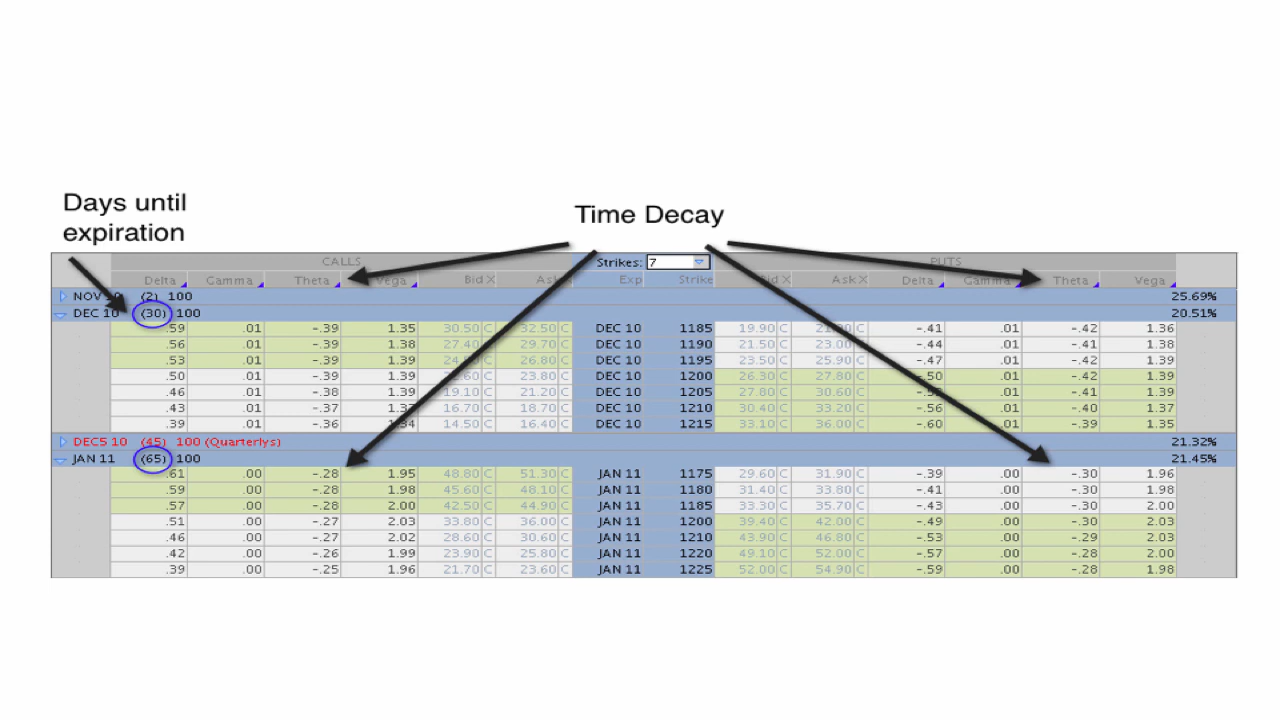 Days until
expiration
Time Decay
CALLS Strikes: 7 PUTS
Delta Gamma Theta Vega Bid X Ask Exp Strike Bid X Ask X Delta Gamma Theta Vega
NOV 10 (2) 100 25.69%
DEC 10 (30) 100 20.51%
.59 .01 -.39 1.35 30.50 C 32.50 C DEC 10 1185 19.90 C C -.41 .01 -.42 1.36
.56 .01 -.39 1.38 27.40 C 29.70 C DEC 10 1190 21.50 C 23.00 -.44 .01 -.41 1.38
.53 .01 -.39 1.39 C 26.80 C DEC 10 1195 23.50 C 25.90 C -.47 .01 -.42 1.39
.50 .01 -.39 1.39 C 23.80 C DEC 10 1200 26.30 C 27.80 C -.50 .01 -.42 1.39
.46 .01 -.38 1.39 19.10 C 21.20 C DEC 10 1205 27.80 C 30.60 C .01 -.41 1.39
.43 .01 -.37 1.37 16.70 C 18.70 C DEC 10 1210 30.40 C 33.20 C -.56 .01 -.40 1.37
.39 .01 -.36 14.50 C 16.40 C DEC 10 1215 33.10 C 36.00 C -.60 .01 -.39 1.35
DEC5 10 (45) 100 (Quarterlys) 21.32%
JAN 11 (65) 100 21.45%
.61 .00 -.28 1.95 48.80 C 51.30 C JAN 11 1175 29.60 C 31.90 C -.39 .00 -.30 1.96
.59 .00 -.28 1.98 45.60 C 48.10 C JAN 11 1180 31.40 C 33.80 C -.41 .00 -.30 1.98
.57 .00 -.28 2.00 42.50 C 44.90 C JAN 11 1185 33.30 C 35.70 C -.43 .00 -.30 2.00
.51 .00 -.27 2.03 33.80 C 36.00 C JAN 11 1200 39.40 C 42.00 C -.49 .00 -.30 2.03
.46 .00 -.27 2.02 28.60 C 30.60 C JAN 11 1210 43.90 C 46.80 C -.53 .00 -.29 2.03
.42 .00 -.26 1.99 23.90 C 25.80 C JAN 11 1220 49.10 C 52.00 C -.57 .00 -.28 2.00
.39 .00 -.25 1.96 21.70 C 23.60 C JAN 11 1225 52.00 C 54.90 C -.59 .00 -.28 1.98